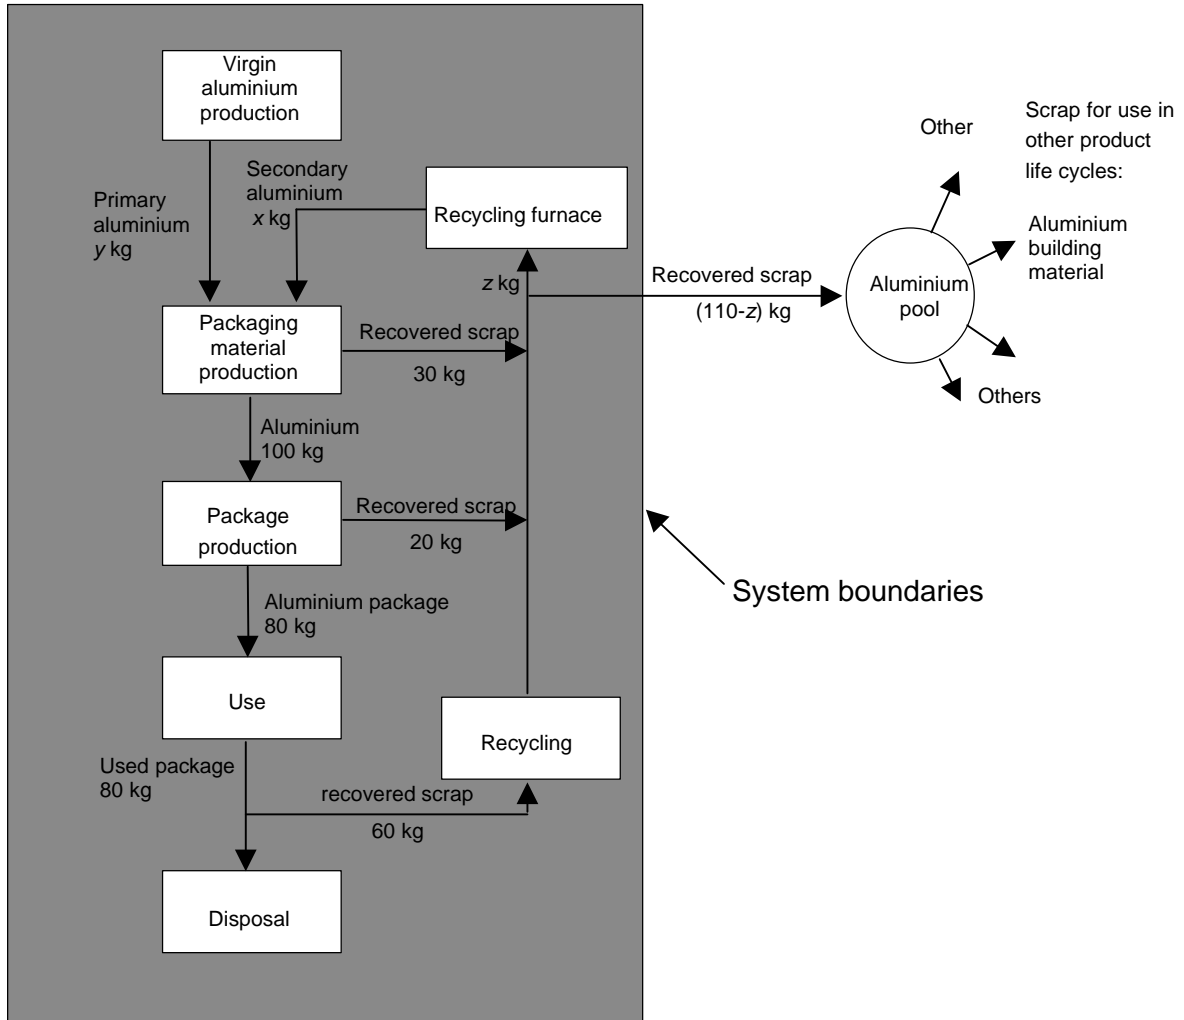 Virgin
aluminium
production
Primary
aluminium
y kg
Secondary
aluminium
x kg
Recycling furnace
z kg
Packaging
material
production
Recovered scrap
30 kg
Aluminium
100 kg
Package
production
Recovered scrap
20 kg
Aluminium package
80 kg
Use
Used package
80 kg
recovered scrap
60 kg
Recycling
Disposal
Recovered scrap
(110-z) kg
Aluminium
pool
Other
Scrap for use in
other product
life cycles:
Aluminium
building
material
Others
System boundaries